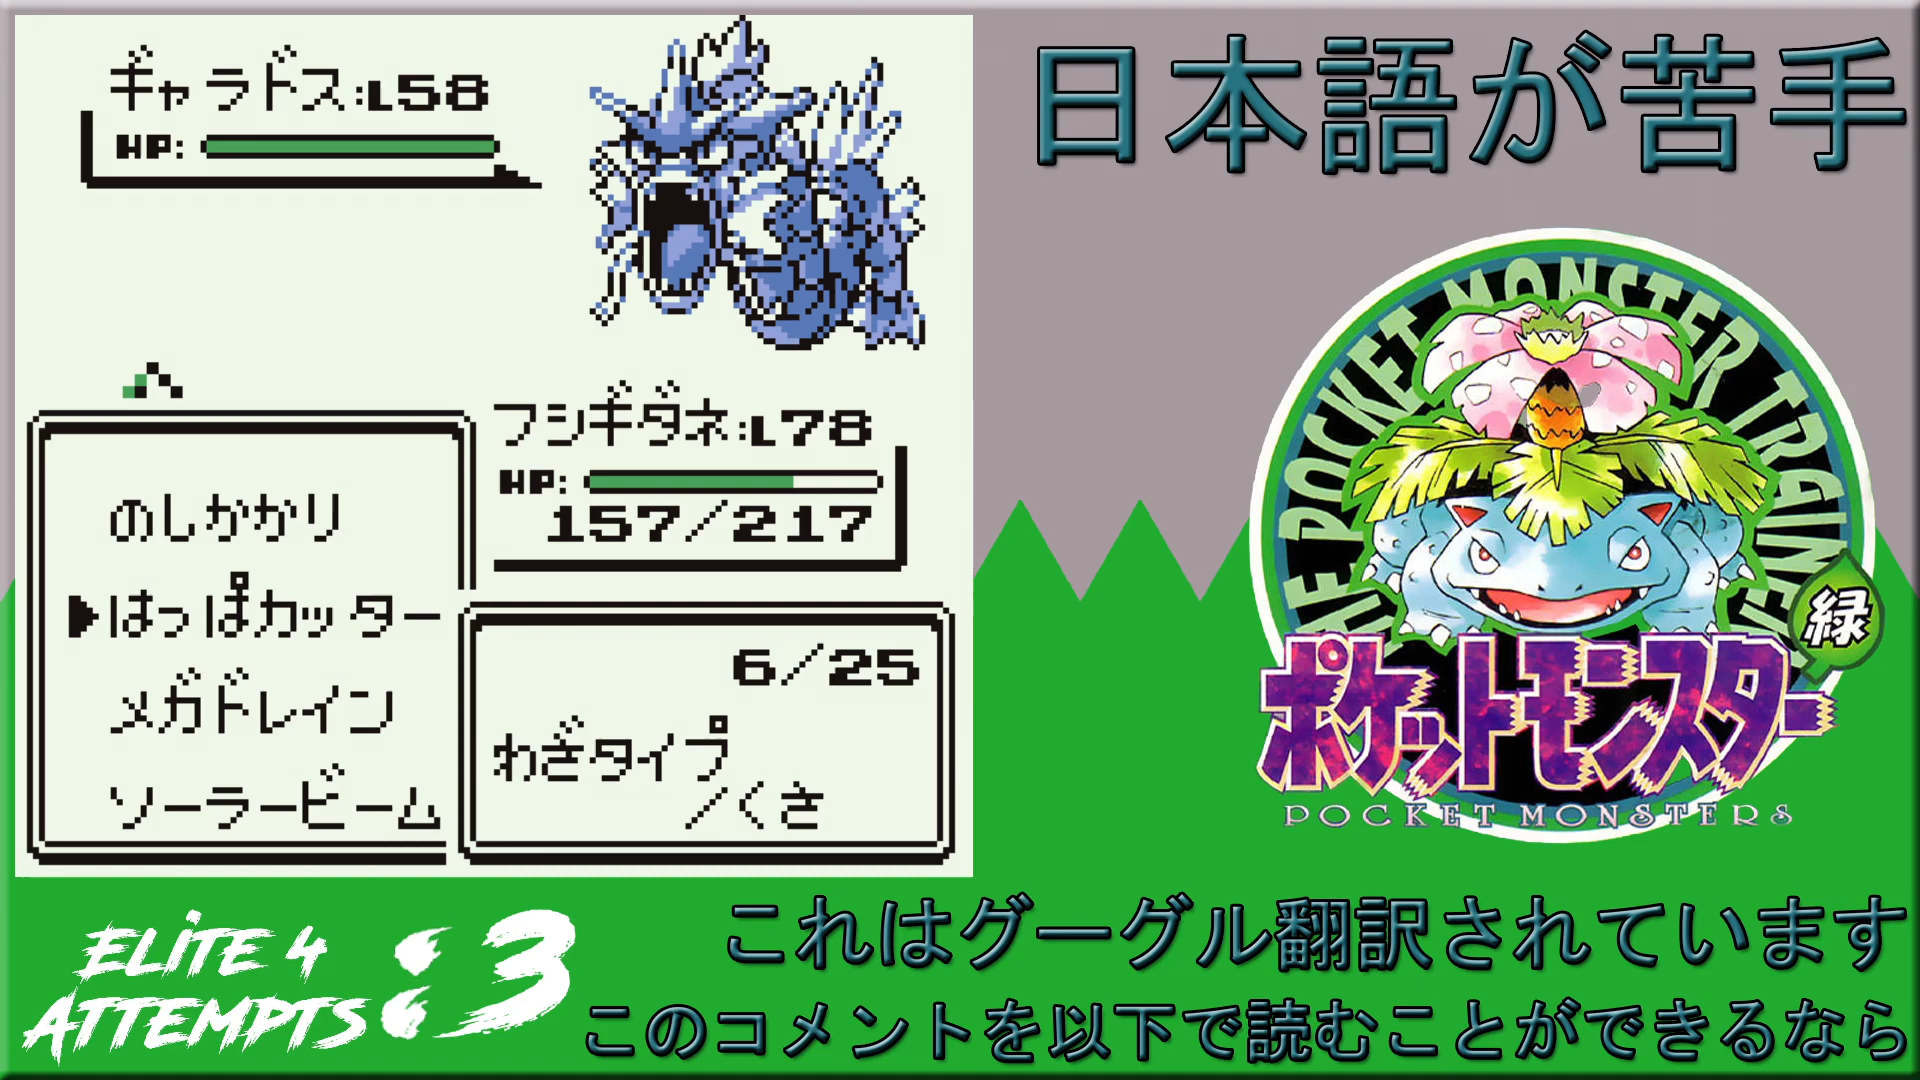 ギャラドス:L58
HP:
フシギダネ:L78
HP:
157/217
のしかかり
▶はっぱカッター
メガドレイン
ソーラービーム
6/25
わざタイプ
/くさ
日本語が苦手
THE POCKET MONSTER TRAINER
緑
ポケットモンスター
POCKET MONSTERS
ELITE 4
ATTEMPTS:3
これはグーグル翻訳されています
このコメントを以下で読むことができるなら